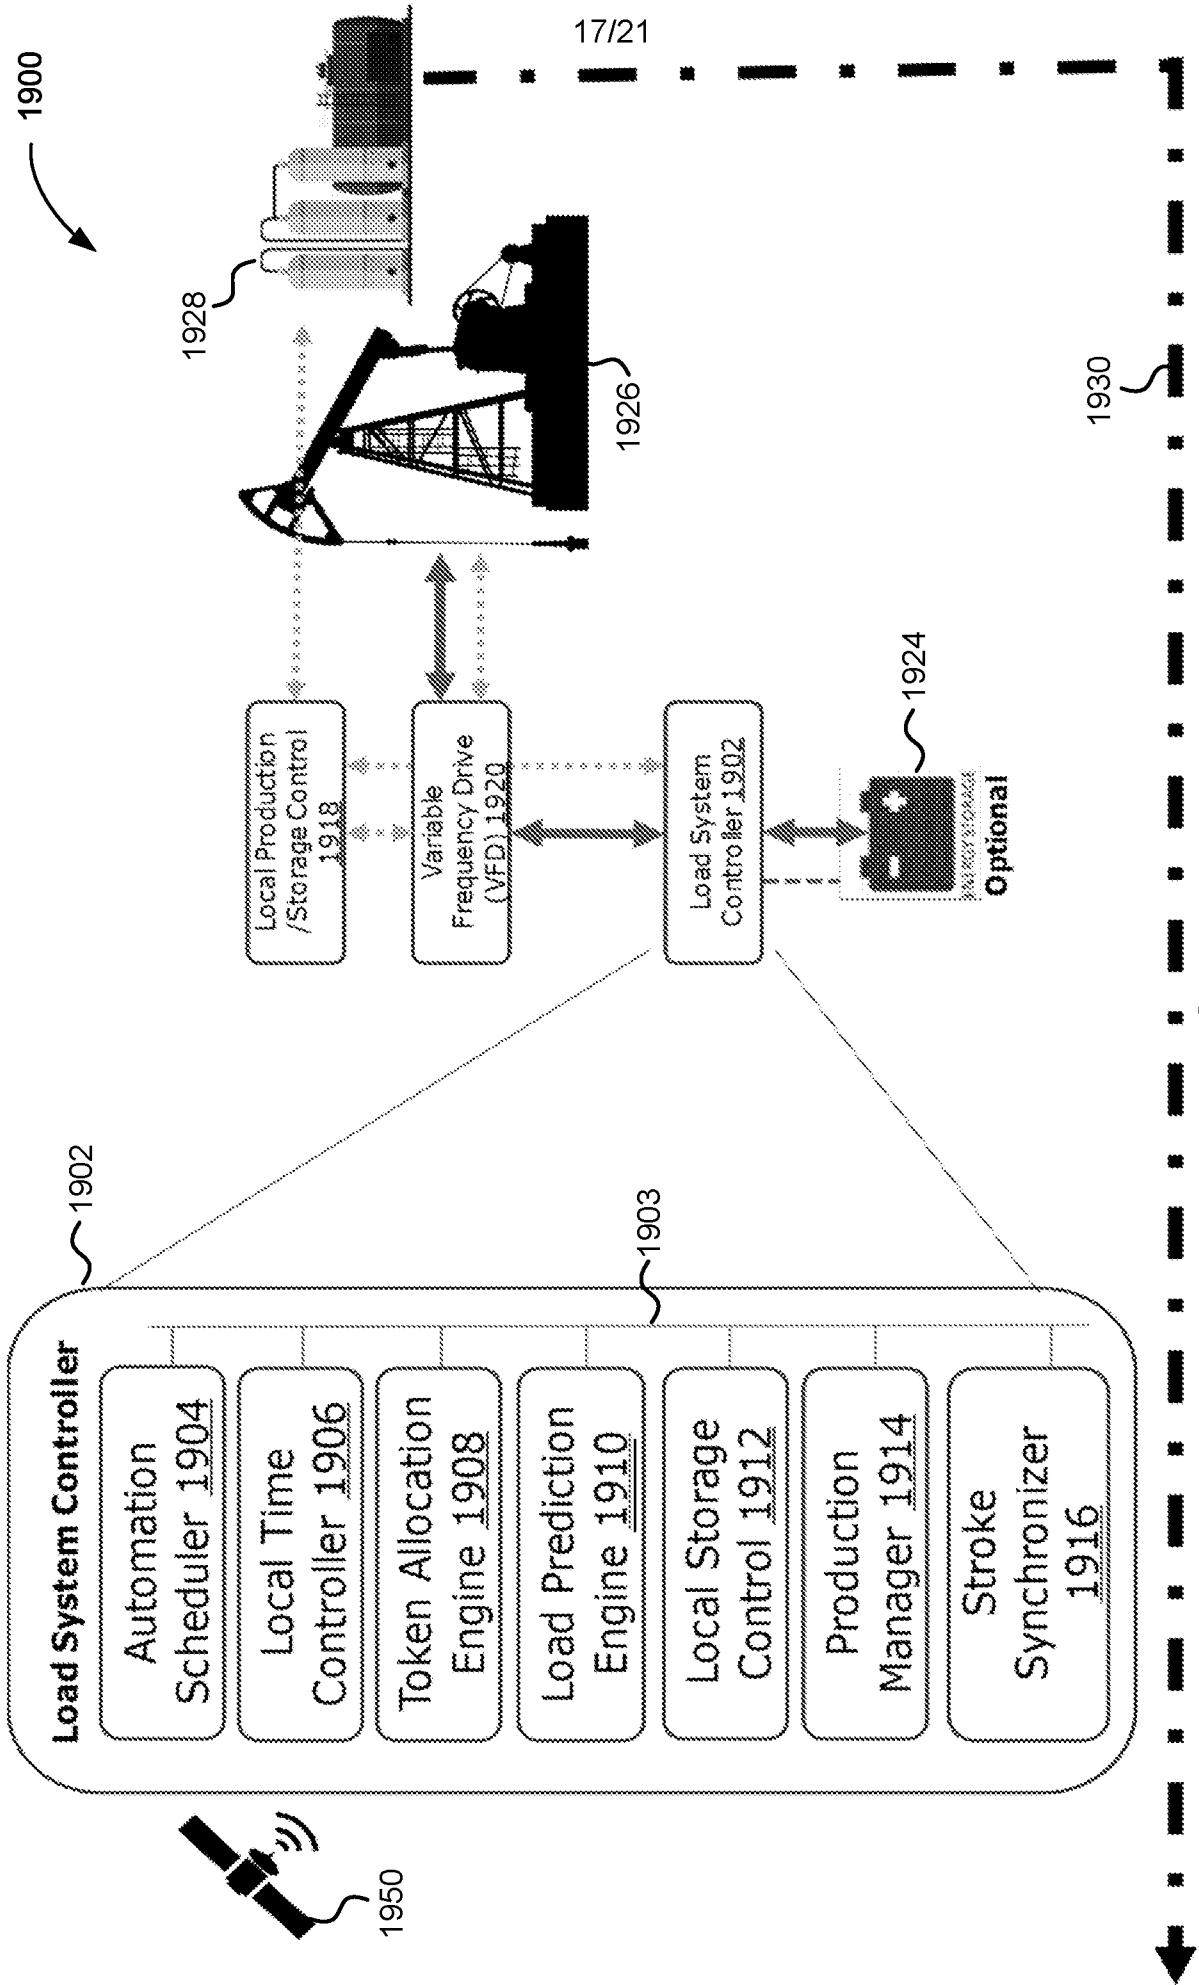 17/21
1900
1902
Load System Controller
Automation
Scheduler 1904
Local Time
Controller 1906
Token Allocation
Engine 1908
Load Prediction
Engine 1910
Local Storage
Control 1912
Production
Manager 1914
Stroke
Synchronizer
1916
1903
1950
Local Production
/Storage Control
1918
Variable
Frequency Drive
(VFD) 1920
Load System
Controller 1902
ENERGY STORAGE
Optional
1924
1926
1928
1930